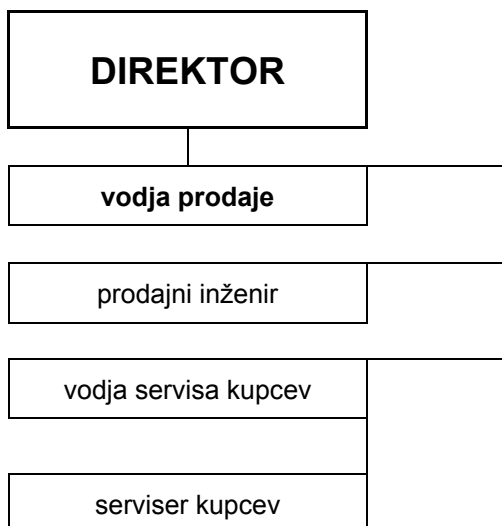 DIREKTOR
vodja prodaje
prodajni inženir
vodja servisa kupcev
serviser kupcev